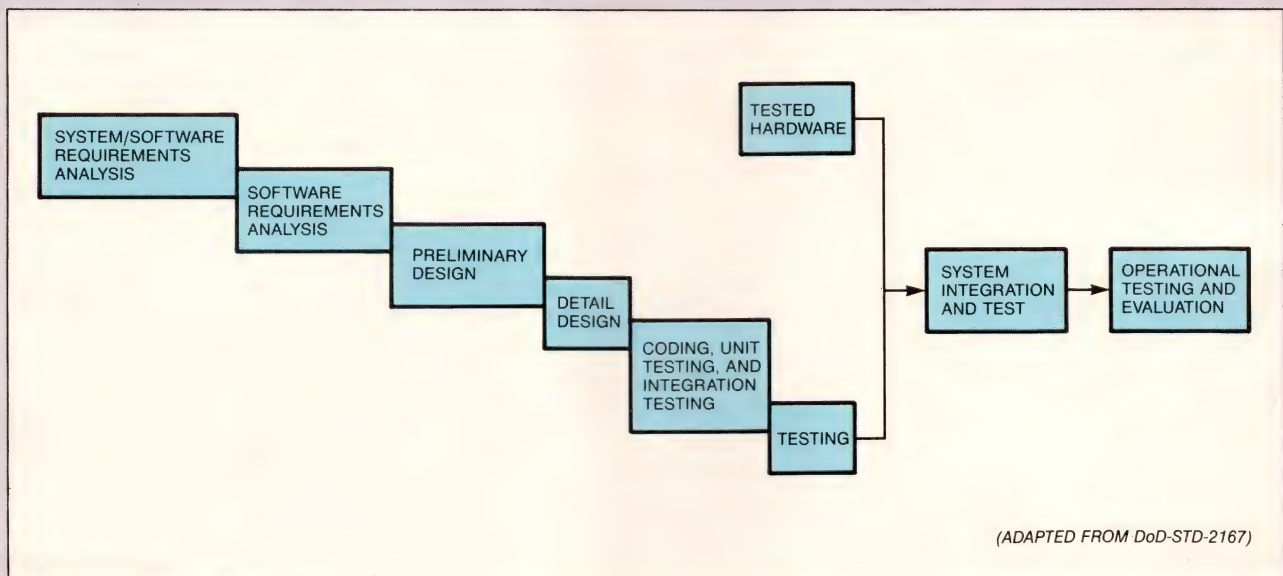 SYSTEM/SOFTWARE
REQUIREMENTS
ANALYSIS
SOFTWARE
REQUIREMENTS
ANALYSIS
PRELIMINARY
DESIGN
DETAIL
DESIGN
CODING, UNIT
TESTING, AND
INTEGRATION
TESTING
TESTING
TESTED
HARDWARE
SYSTEM
INTEGRATION
AND TEST
OPERATIONAL
TESTING AND
EVALUATION
(ADAPTED FROM DoD-STD-2167)